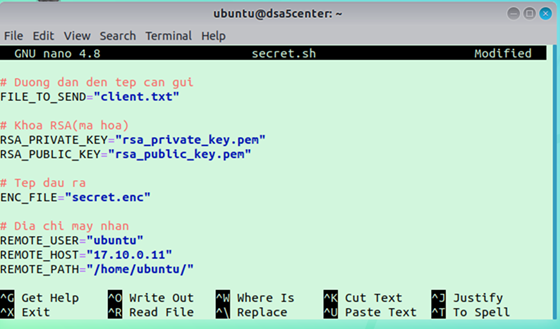 ubuntu@dsa5center: ~
File Edit View Search Terminal Help
GNU nano 4.8 secret.sh Modified
# Duong dan den tep can gui
FILE_TO_SEND="client.txt"
# Khoa RSA(ma hoa)
RSA_PRIVATE_KEY="rsa_private_key.pem"
RSA_PUBLIC_KEY="rsa_public_key.pem"
# Tep dau ra
ENC_FILE="secret.enc"
# Dia chi may nhan
REMOTE_USER="ubuntu"
REMOTE_HOST="17.10.0.11"
REMOTE_PATH="/home/ubuntu/"
^G Get Help ^O Write Out ^W Where Is ^K Cut Text ^J Justify
^X Exit ^R Read File ^\ Replace ^U Paste Text ^T To Spell